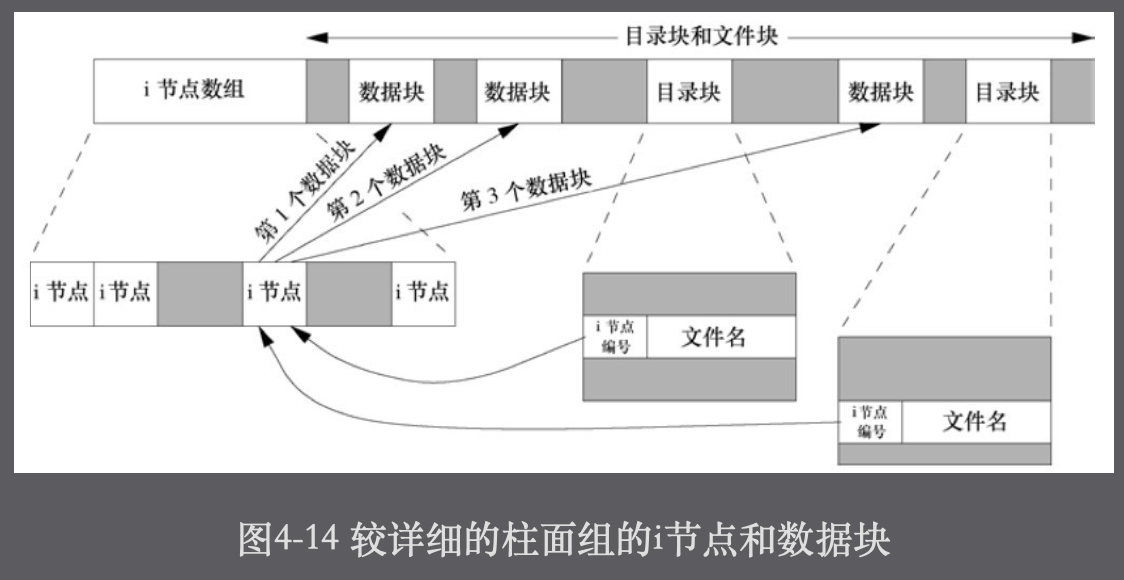 目录块和文件块
i 节点数组
数据块
数据块
目录块
数据块
目录块
第 1 个数据块
第 2 个数据块
第 3 个数据块
i 节点
i 节点
i 节点
i 节点
i 节点
编号
文件名
i 节点
编号
文件名
图4-14 较详细的柱面组的i节点和数据块